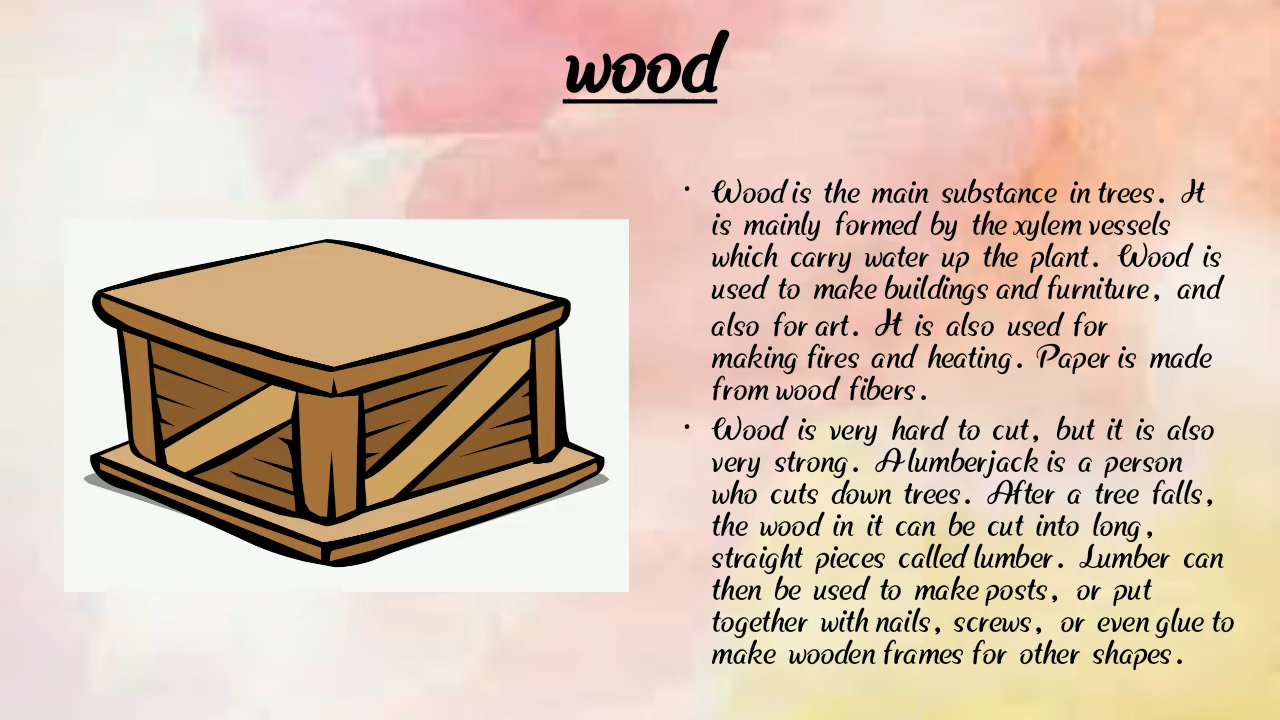 wood
• Wood is the main substance in trees. It
is mainly formed by the xylem vessels
which carry water up the plant. Wood is
used to make buildings and furniture, and
also for art. It is also used for
making fires and heating. Paper is made
from wood fibers.
• Wood is very hard to cut, but it is also
very strong. A lumberjack is a person
who cuts down trees. After a tree falls,
the wood in it can be cut into long,
straight pieces called lumber. Lumber can
then be used to make posts, or put
together with nails, screws, or even glue to
make wooden frames for other shapes.